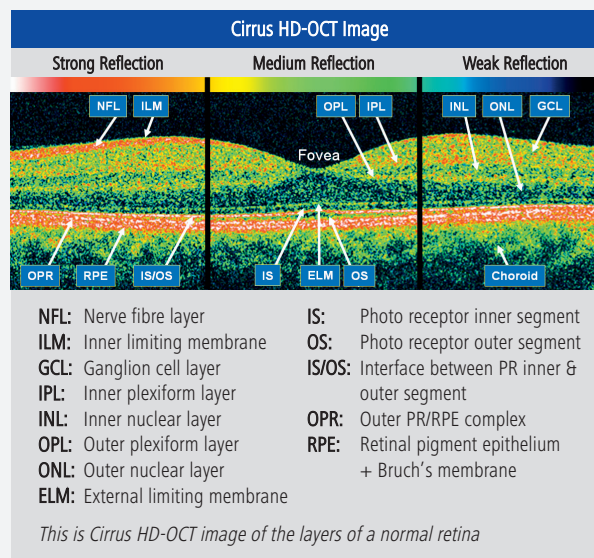 Cirrus HD-OCT Image
Strong Reflection Medium Reflection Weak Reflection
NFL ILM OPL IPL INL ONL GCL
Fovea
OPR RPE IS/OS IS ELM OS Choroid
NFL: Nerve fibre layer
ILM: Inner limiting membrane
GCL: Ganglion cell layer
IPL: Inner plexiform layer
INL: Inner nuclear layer
OPL: Outer plexiform layer
ONL: Outer nuclear layer
ELM: External limiting membrane
IS: Photo receptor inner segment
OS: Photo receptor outer segment
IS/OS: Interface between PR inner &
outer segment
OPR: Outer PR/RPE complex
RPE: Retinal pigment epithelium
+ Bruch's membrane
This is Cirrus HD-OCT image of the layers of a normal retina